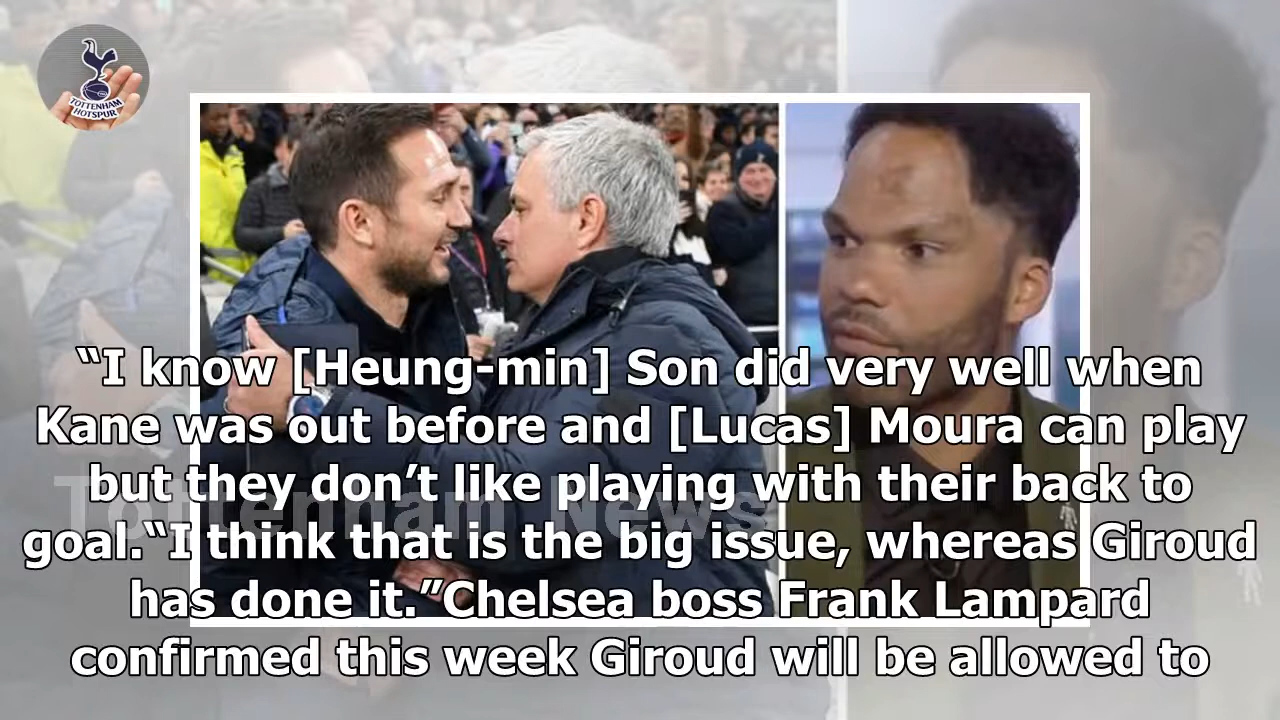 TOTTENHAM
HOTSPUR
“I know [Heung-min] Son did very well when
Kane was out before and [Lucas] Moura can play
but they don’t like playing with their back to
Tottenham News
goal.“I think that is the big issue, whereas Giroud
has done it.”Chelsea boss Frank Lampard
confirmed this week Giroud will be allowed to